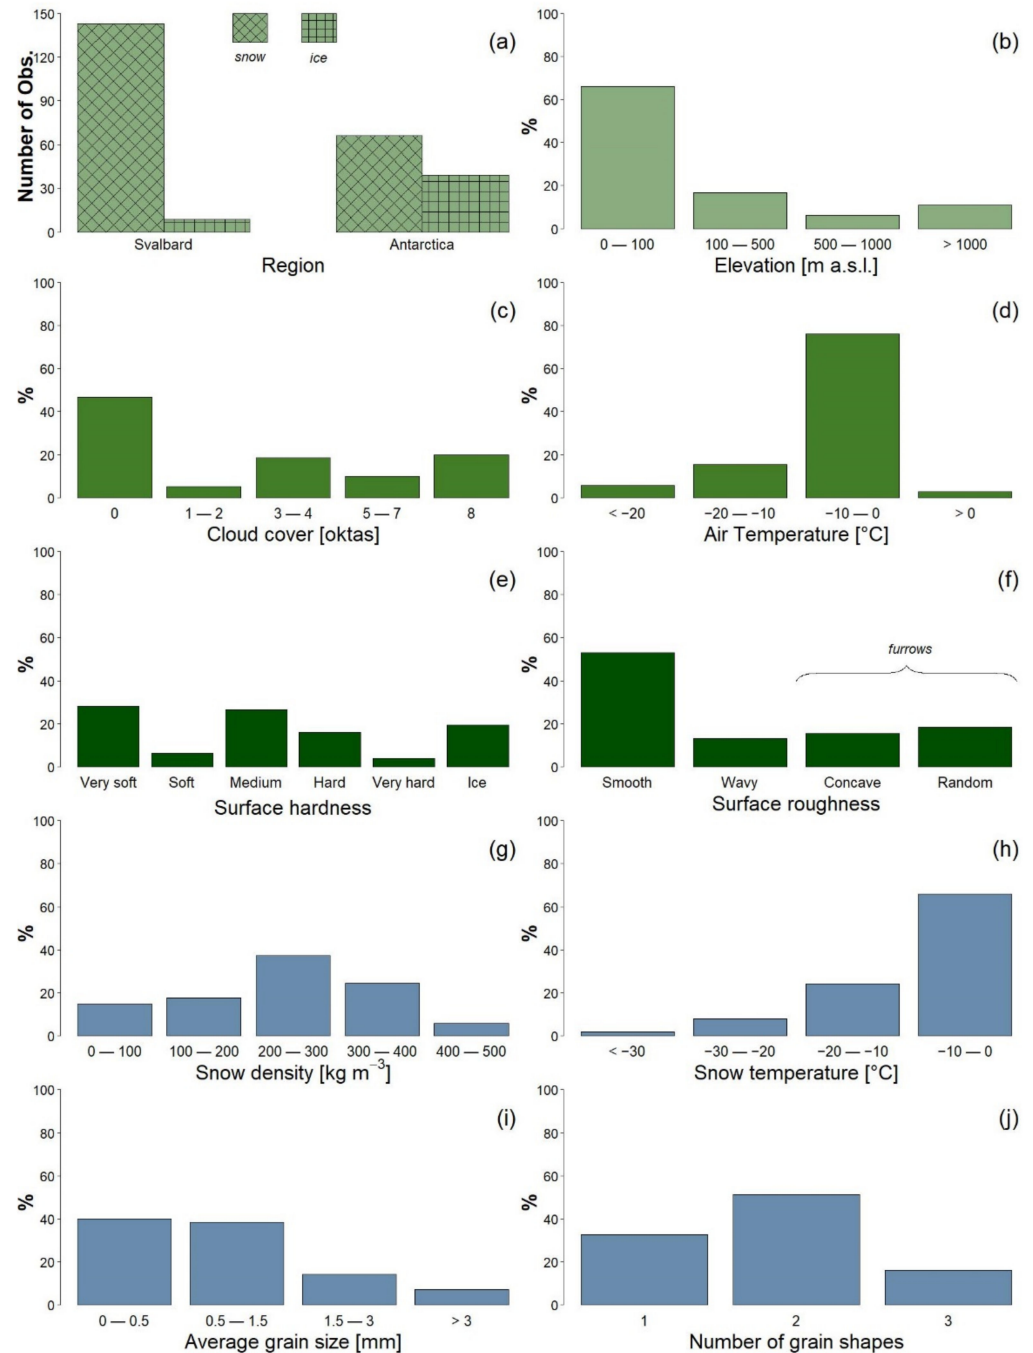 (a)
150
120
90
60
30
0
Number of Obs.
snow ice
Svalbard Antarctica
Region
(b)
100
80
60
40
20
0
%
0 — 100 100 — 500 500 — 1000 > 1000
Elevation [m a.s.l.]
(c)
100
80
60
40
20
0
%
0 1 — 2 3 — 4 5 — 7 8
Cloud cover [oktas]
(d)
100
80
60
40
20
0
%
< −20 −20 — −10 −10 — 0 > 0
Air Temperature [°C]
(e)
100
80
60
40
20
0
%
Very soft Soft Medium Hard Very hard Ice
Surface hardness
(f)
100
80
60
40
20
0
%
furrows
Smooth Wavy Concave Random
Surface roughness
(g)
100
80
60
40
20
0
%
0 — 100 100 — 200 200 — 300 300 — 400 400 — 500
Snow density [kg m⁻³]
(h)
100
80
60
40
20
0
%
< −30 −30 — −20 −20 — −10 −10 — 0
Snow temperature [°C]
(i)
100
80
60
40
20
0
%
0 — 0.5 0.5 — 1.5 1.5 — 3 > 3
Average grain size [mm]
(j)
100
80
60
40
20
0
%
1 2 3
Number of grain shapes